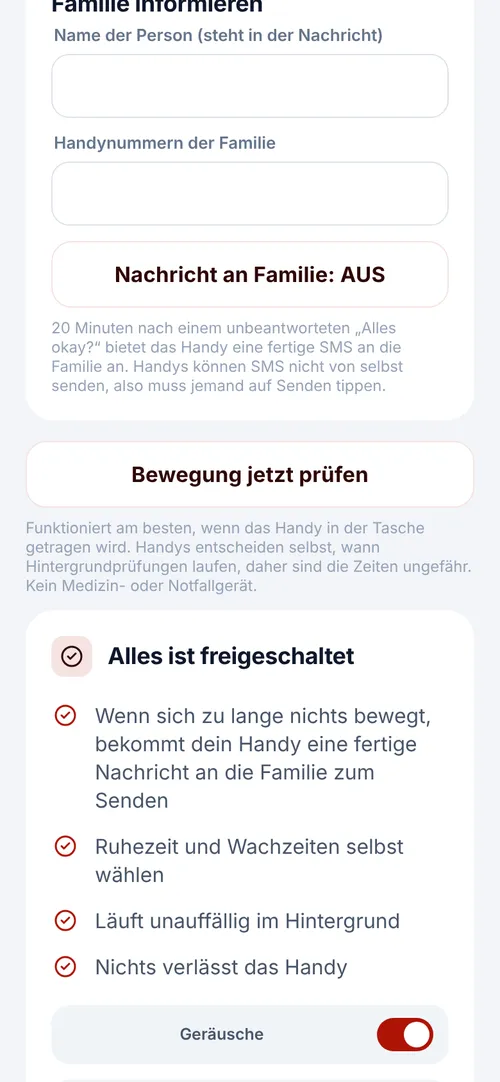 Familie informieren
Name der Person (steht in der Nachricht)
Handynummern der Familie
Nachricht an Familie: AUS
20 Minuten nach einem unbeantworteten „Alles
okay?“ bietet das Handy eine fertige SMS an die
Familie an. Handys können SMS nicht von selbst
senden, also muss jemand auf Senden tippen.
Bewegung jetzt prüfen
Funktioniert am besten, wenn das Handy in der Tasche
getragen wird. Handys entscheiden selbst, wann
Hintergrundprüfungen laufen, daher sind die Zeiten ungefähr.
Kein Medizin- oder Notfallgerät.
Alles ist freigeschaltet
Wenn sich zu lange nichts bewegt,
bekommt dein Handy eine fertige
Nachricht an die Familie zum
Senden
Ruhezeit und Wachzeiten selbst
wählen
Läuft unauffällig im Hintergrund
Nichts verlässt das Handy
Geräusche